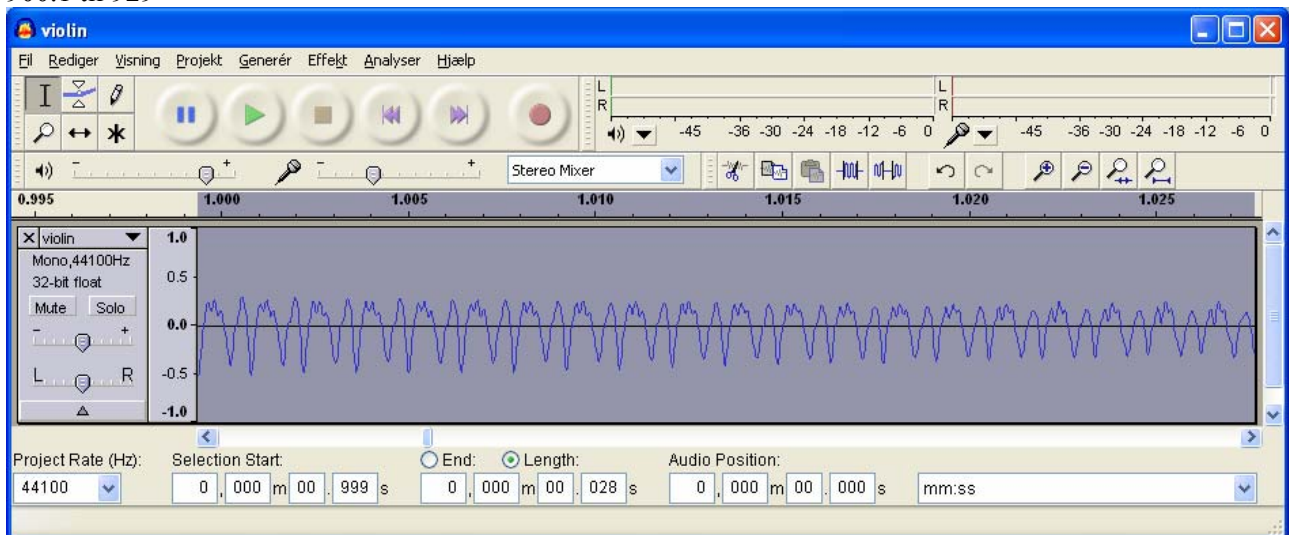 violin
Fil Rediger Visning Projekt Generér Effekt Analyser Hjælp
L
R
-45 -36 -30 -24 -18 -12 -6 0
L
R
-45 -36 -30 -24 -18 -12 -6 0
- + - + Stereo Mixer
0.995 1.000 1.005 1.010 1.015 1.020 1.025
X violin
Mono,44100Hz
32-bit float
Mute Solo
- +
L R
1.0
0.5
0.0
-0.5
-1.0
Project Rate (Hz): Selection Start: End: Length: Audio Position:
44100 0 , 000 m 00 . 999 s 0 , 000 m 00 . 028 s 0 , 000 m 00 . 000 s mm:ss